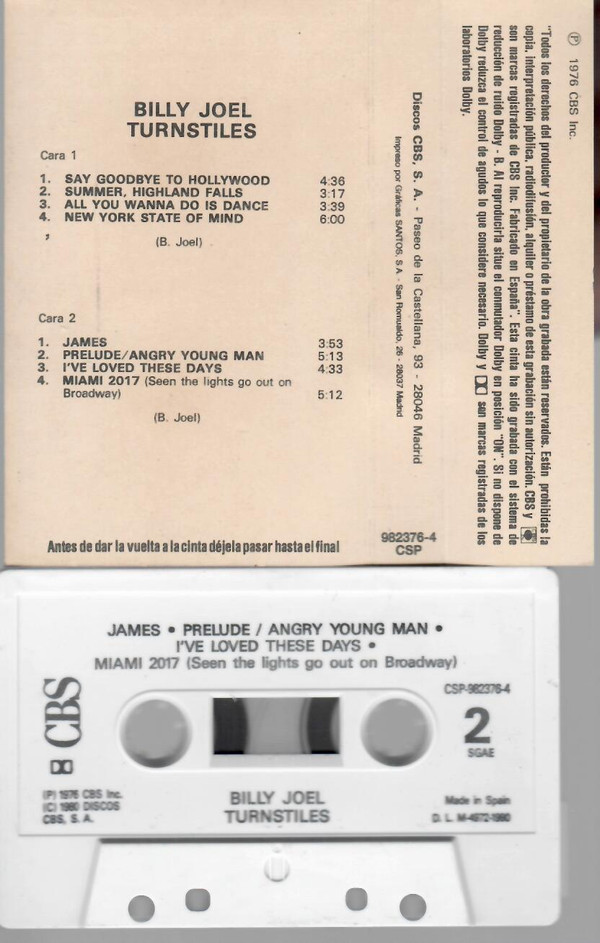 BILLY JOEL
TURNSTILES
Cara 1
1. SAY GOODBYE TO HOLLYWOOD 4:36
2. SUMMER, HIGHLAND FALLS 3:17
3. ALL YOU WANNA DO IS DANCE 3:39
4. NEW YORK STATE OF MIND 6:00
(B. Joel)
Cara 2
1. JAMES 3:53
2. PRELUDE/ANGRY YOUNG MAN 5:13
3. I'VE LOVED THESE DAYS 4:33
4. MIAMI 2017 (Seen the lights go out on
Broadway) 5:12
(B. Joel)
Antes de dar la vuelta a la cinta déjela pasar hasta el final
Discos CBS, S. A. - Paseo de la Castellana, 93 - 28046 Madrid
Impreso por Gráficas SANTOS, S A - San Romualdo, 26 - 28037 Madrid
982376-4
CSP
℗ 1976 CBS Inc.
"Todos los derechos del productor y del propietario de la obra grabada están reservados. Están prohibidas la
copia, interpretación pública, radiodifusión, alquiler o préstamo de esta grabación sin autorización. CBS y
son marcas registradas de CBS Inc. Fabricado en España". Esta cinta ha sido grabada con el sistema de
reducción de ruido Dolby - B. Al reproducirla situe el conmutador Dolby en posición "ON". Si no dispone de
Dolby reduzca el control de agudos lo que considere necesario. Dolby y son marcas registradas de los
laboratorios Dolby.
JAMES • PRELUDE / ANGRY YOUNG MAN •
I'VE LOVED THESE DAYS •
MIAMI 2017 (Seen the lights go out on Broadway)
CBS
CSP-982376-4
2
SGAE
(P) 1976 CBS Inc.
(C) 1990 DISCOS
CBS, S. A.
BILLY JOEL
TURNSTILES
Made in Spain
D. L. M-4972-1990